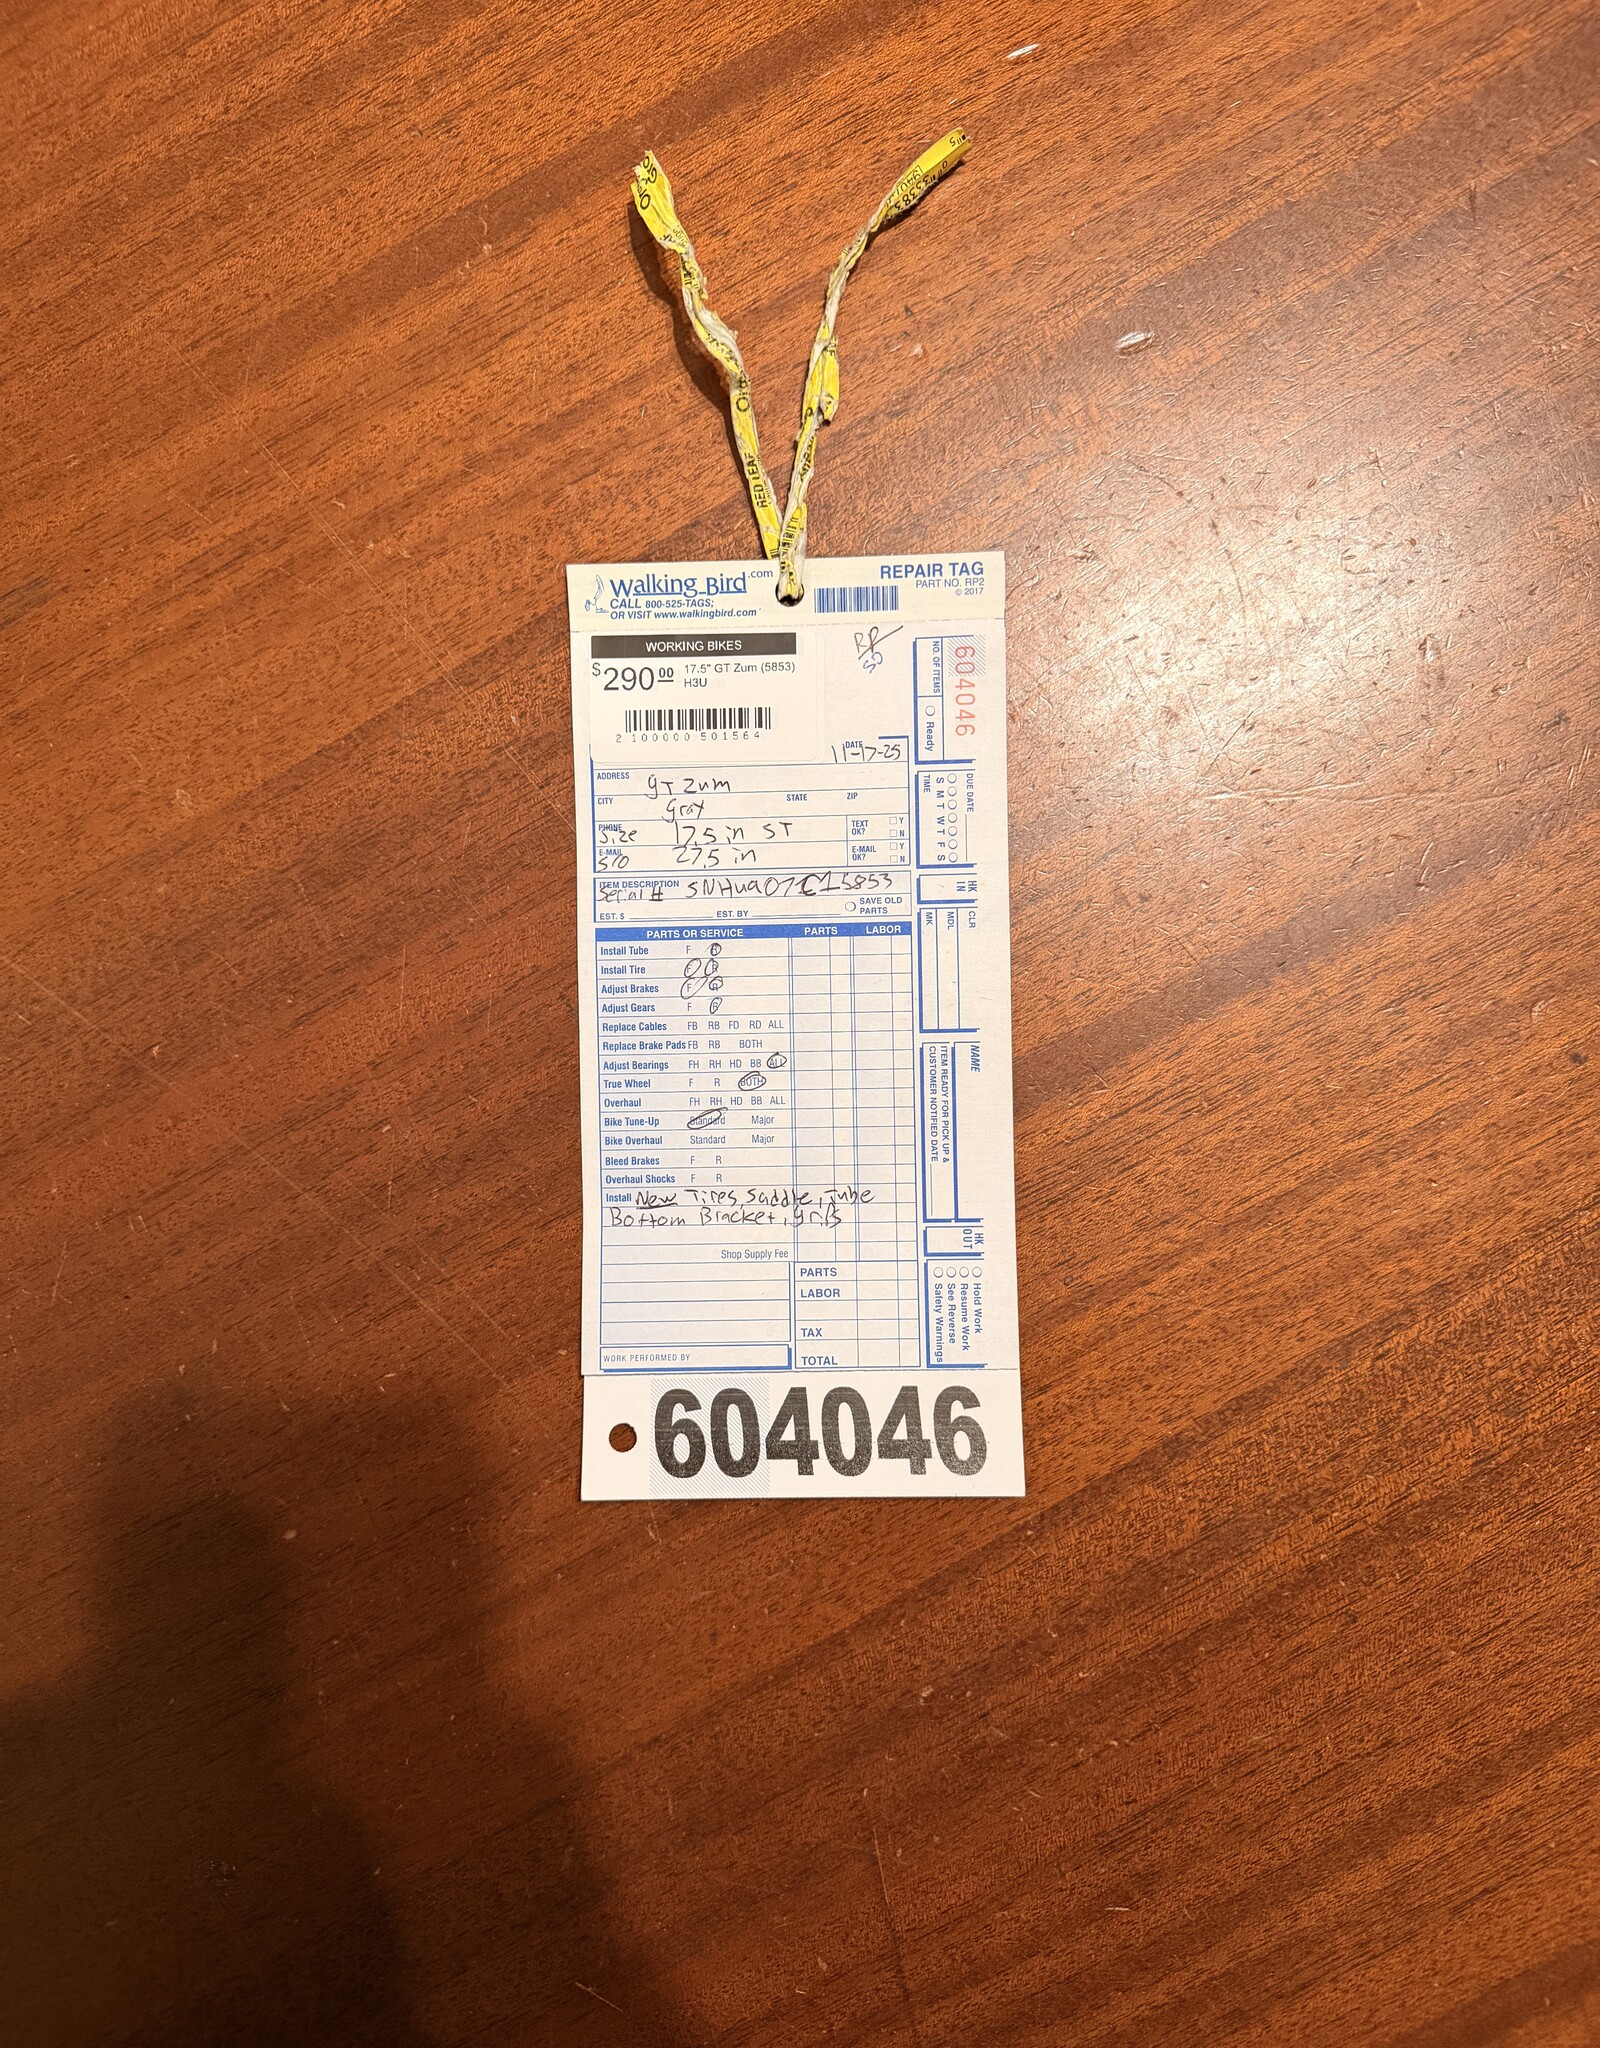 Walking Bird.com
CALL 800-525-TAGS;
OR VISIT www.walkingbird.com
REPAIR TAG
PART NO. RP2
© 2017
WORKING BIKES
$290.00 17.5" GT Zum (5853)
H3U
2 100000 501564
RP/
SO
DATE
11-17-25
ADDRESS GT Zum
CITY Gray STATE ZIP
PHONE Size 17.5 in ST TEXT OK? Y N
E-MAIL S/O 27.5 in E-MAIL OK? Y N
ITEM DESCRIPTION
Serial # SNHUA07C15853
EST. $ EST. BY SAVE OLD PARTS
PARTS OR SERVICE PARTS LABOR
Install Tube F R
Install Tire F R
Adjust Brakes F R
Adjust Gears F R
Replace Cables FB RB FD RD ALL
Replace Brake Pads FB RB BOTH
Adjust Bearings FH RH HD BB ALL
True Wheel F R BOTH
Overhaul FH RH HD BB ALL
Bike Tune-Up Standard Major
Bike Overhaul Standard Major
Bleed Brakes F R
Overhaul Shocks F R
Install New Tires, Saddle, Tube
Bottom Bracket, grips
Shop Supply Fee
PARTS
LABOR
TAX
TOTAL
WORK PERFORMED BY
604046
NO. OF ITEMS
Ready
604046
DUE DATE
S M T W T F S
TIME
HK IN
CLR
MDL
MK
NAME
ITEM READY FOR PICK UP &
CUSTOMER NOTIFIED DATE
HK OUT
Hold Work
Resume Work
See Reverse
Safety Warnings
RED LEAF